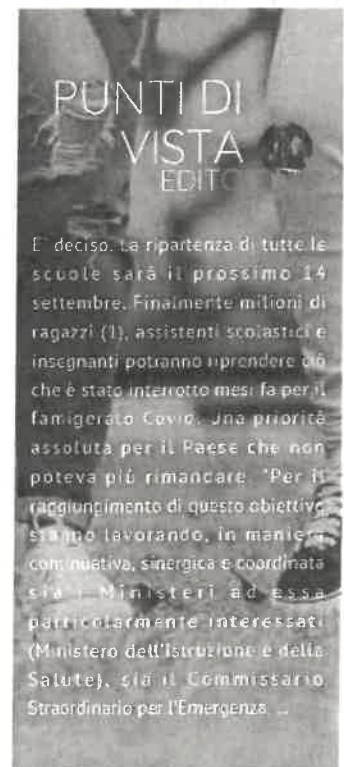 PUNTI DI
VISTA
EDIT
E' deciso. La ripartenza di tutte le
scuole sarà il prossimo 14
settembre. Finalmente milioni di
ragazzi (1), assistenti scolastici e
insegnanti potranno riprendere ciò
che è stato interrotto mesi fa per il
famigerato Covid. Una priorità
assoluta per il Paese che non
poteva più rimandare. "Per il
raggiungimento di questo obiettivo
stanno lavorando, in maniera
continuativa, sinergica e coordinata
sia i Ministeri ad essa
particolarmente interessati
(Ministero dell'Istruzione e della
Salute), sia il Commissario
Straordinario per l'Emergenza ...